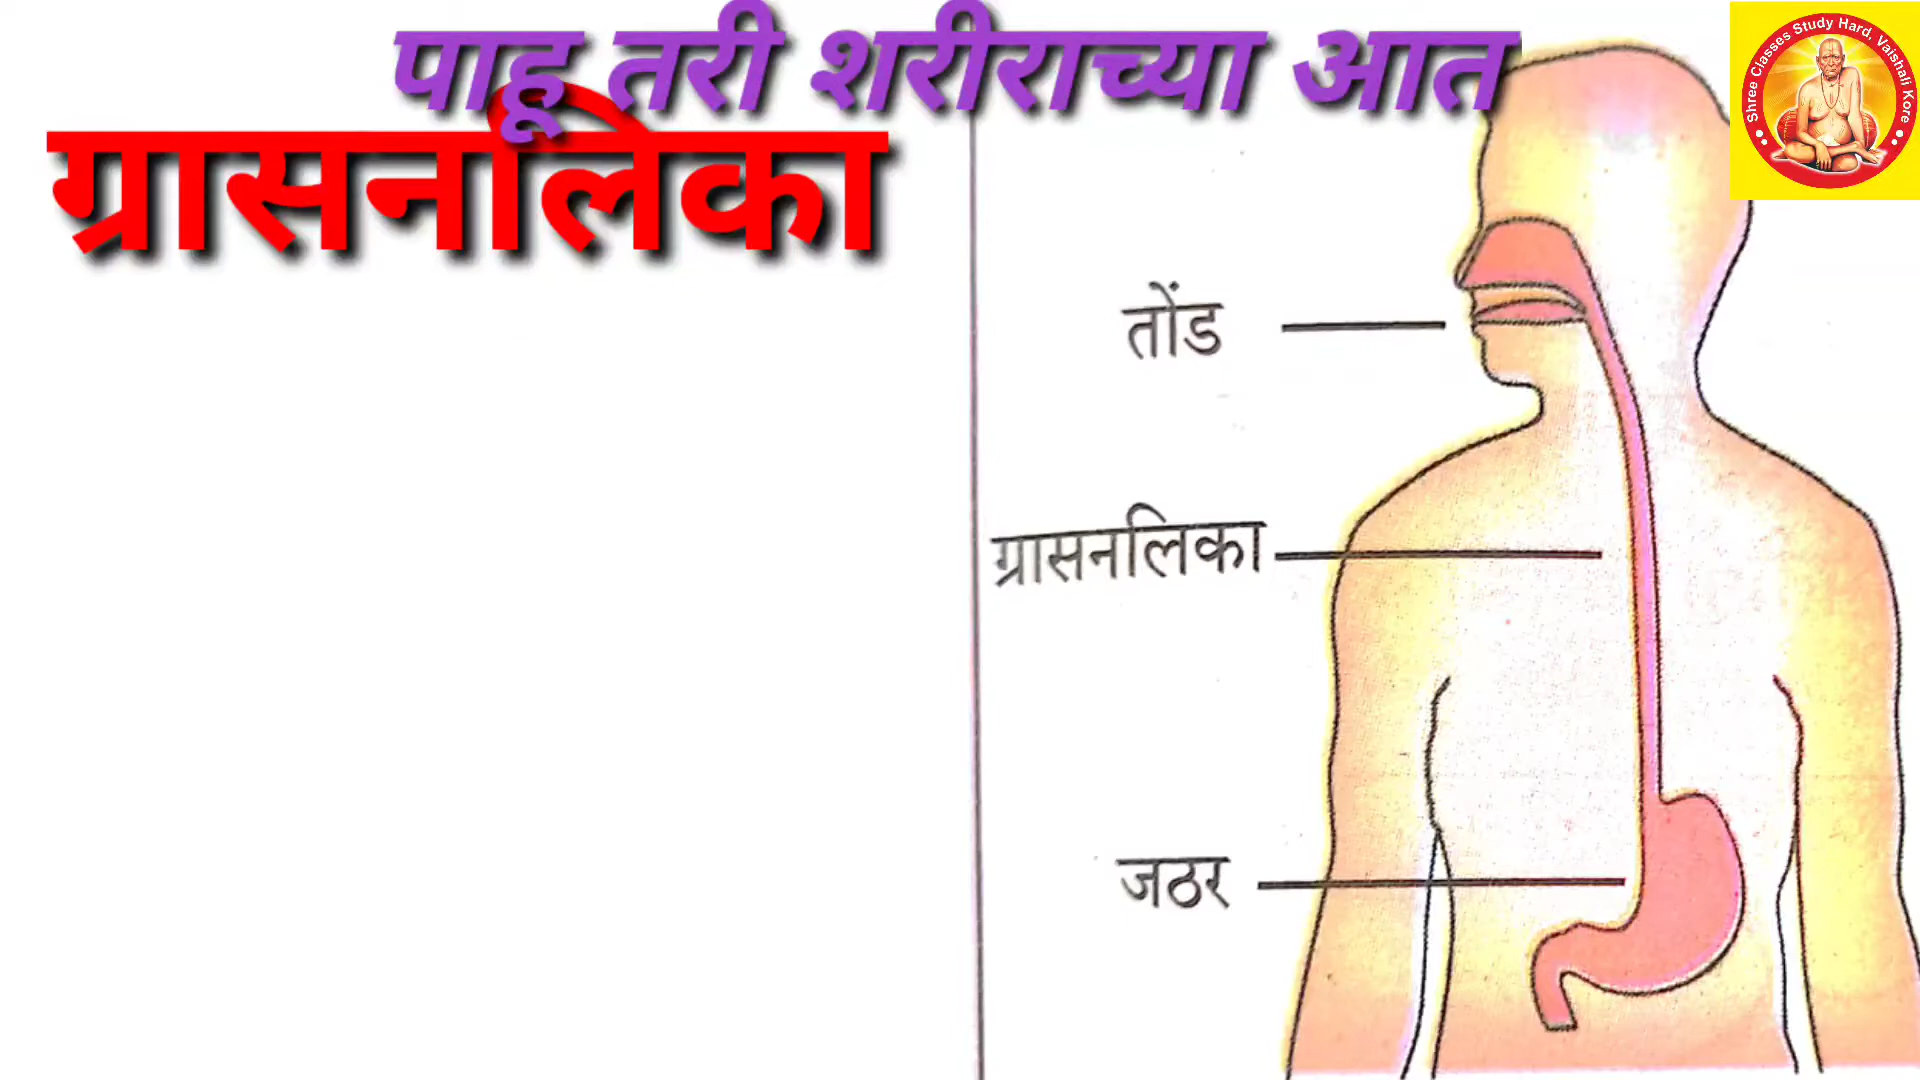 पाहू तरी शरीराच्या आत
ग्रासनलिका
तोंड
ग्रासनलिका
जठर
Shree Classes Study Hard, Vaishali Kore